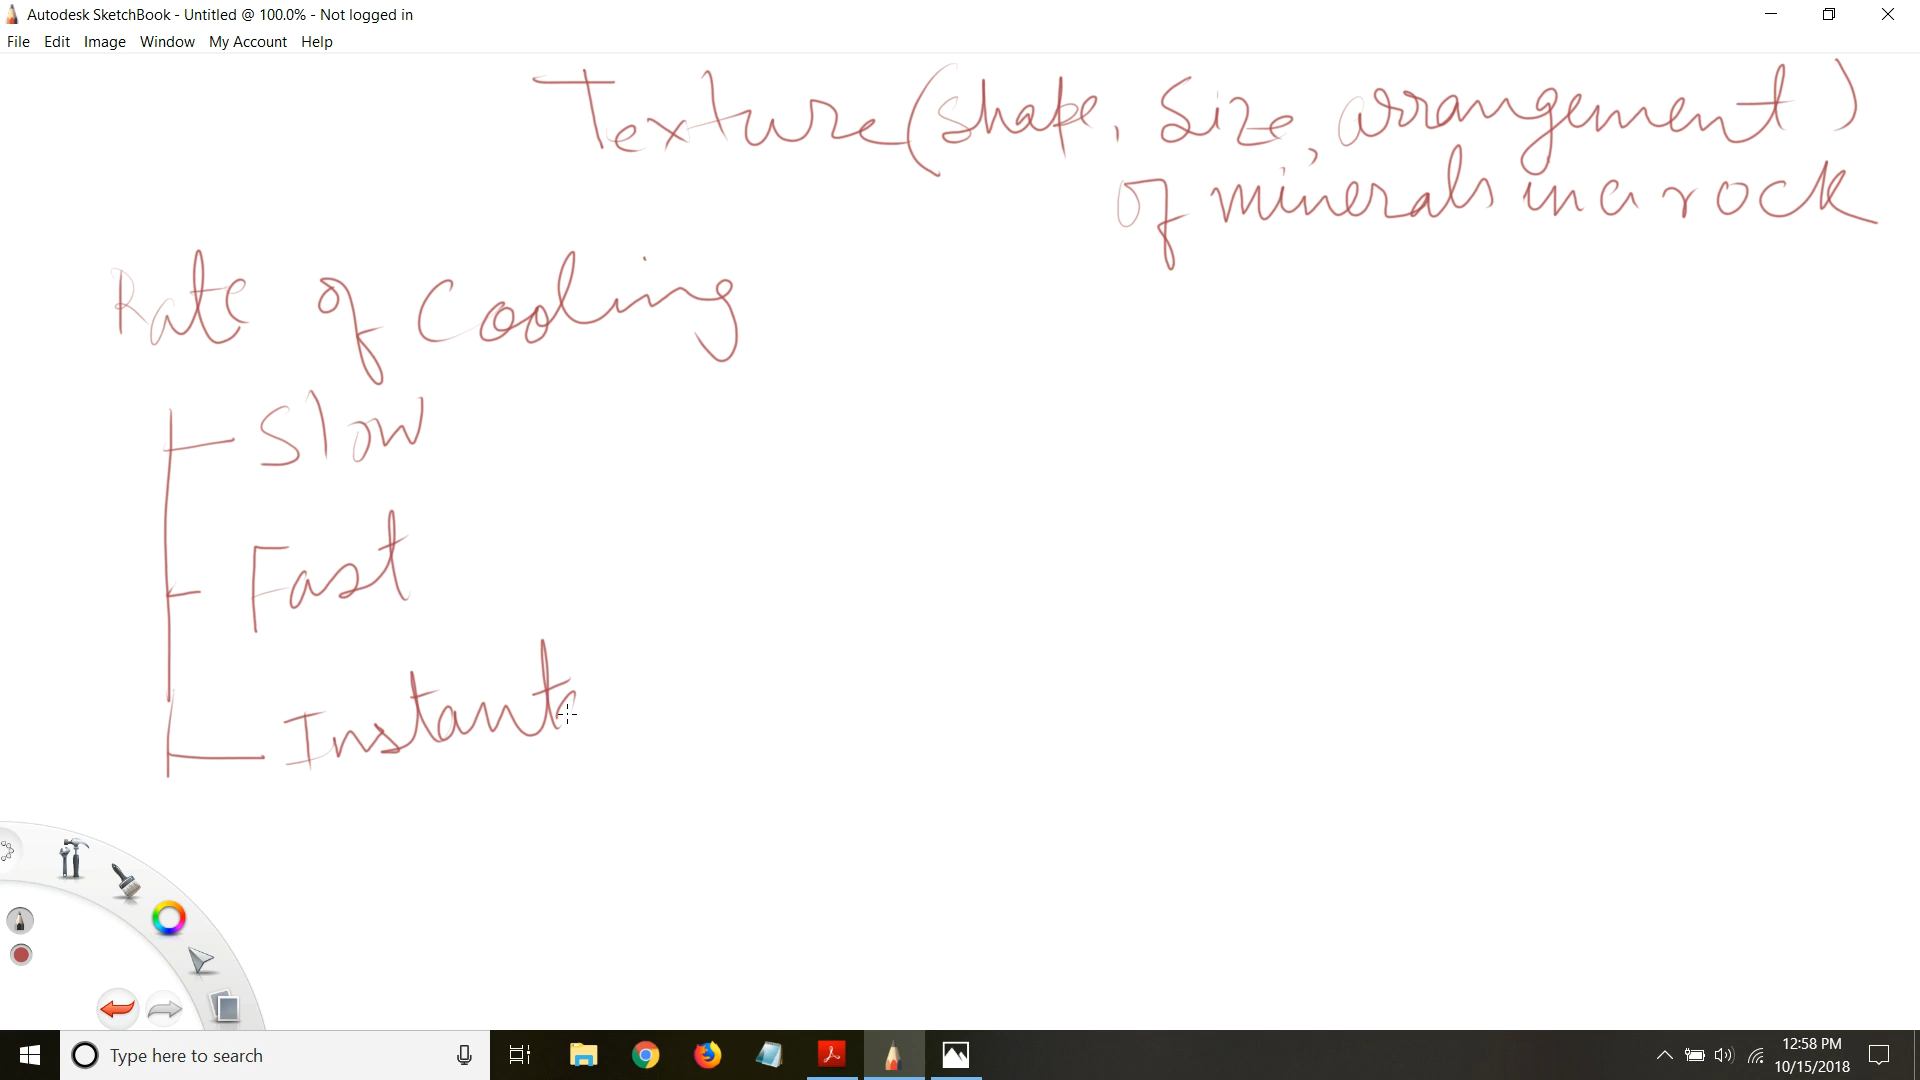 Autodesk SketchBook - Untitled @ 100.0% - Not logged in
File Edit Image Window My Account Help
Texture (shape, size, arrangement)
of minerals in a rock
Rate of cooling
Slow
Fast
Instanta
Type here to search
12:58 PM
10/15/2018